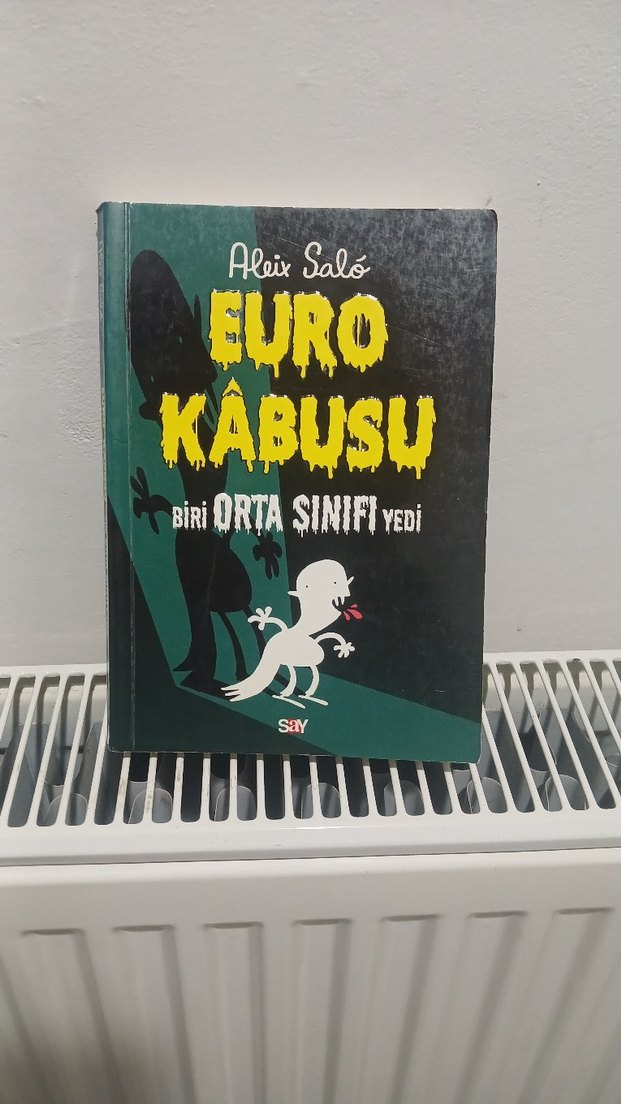 Aleix Saló
EURO
KÂBUSU
BİRİ ORTA SINIFI YEDİ
say